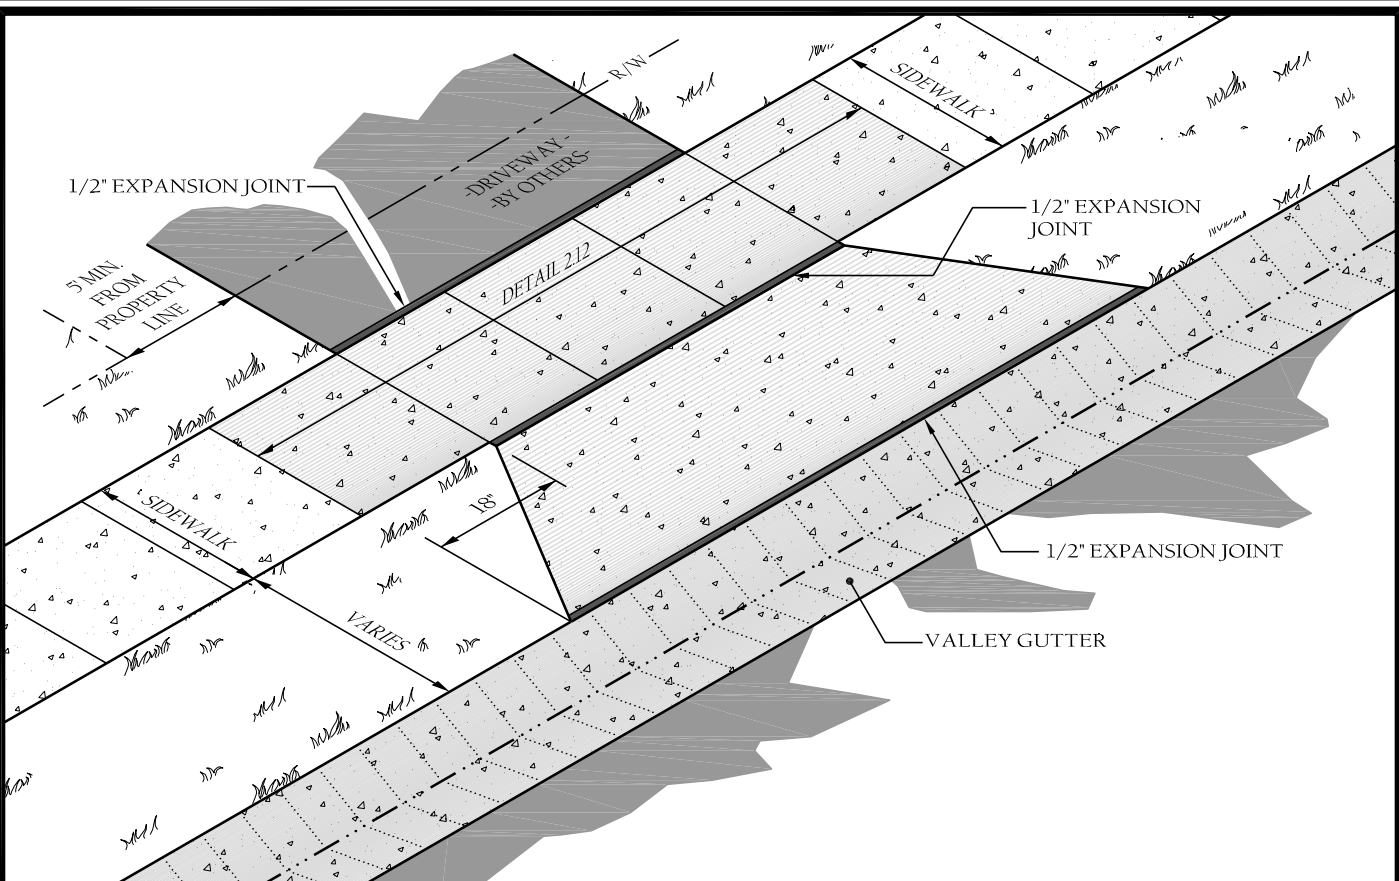 R/W
SIDEWALK
-DRIVEWAY-
-BY OTHERS-
1/2" EXPANSION JOINT
1/2" EXPANSION
JOINT
5' MIN.
FROM
PROPERTY
LINE
DETAIL 2.12
SIDEWALK
18"
1/2" EXPANSION JOINT
VARIES
VALLEY GUTTER